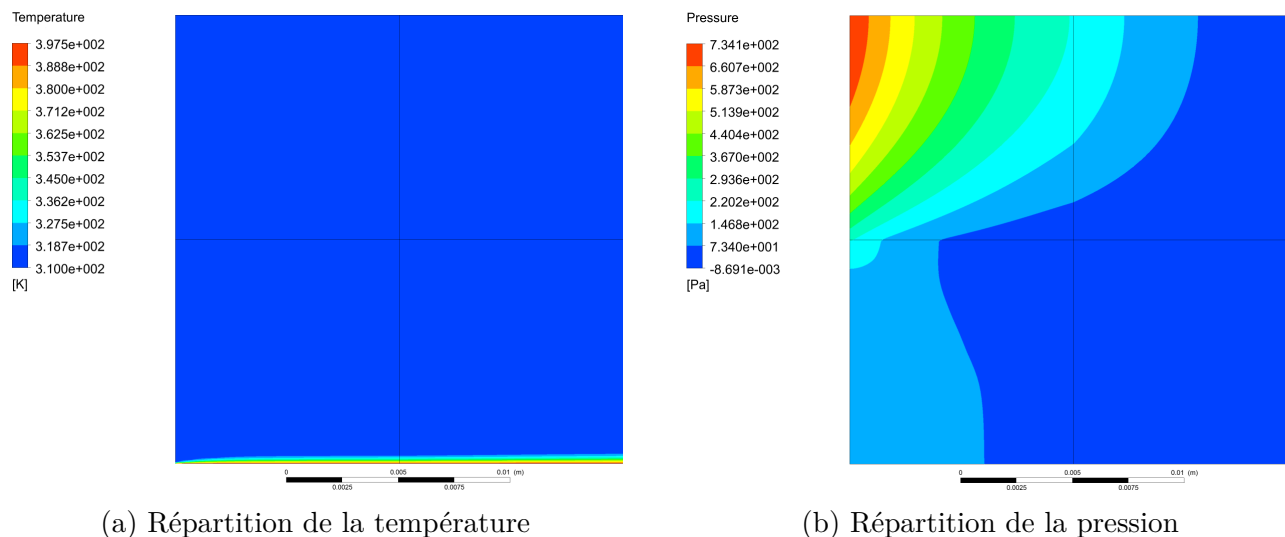 Temperature
3.975e+002
3.888e+002
3.800e+002
3.712e+002
3.625e+002
3.537e+002
3.450e+002
3.362e+002
3.275e+002
3.187e+002
3.100e+002
[K]
0
0.005
0.01
(m)
0.0025
0.0075
(a) Répartition de la température
Pressure
7.341e+002
6.607e+002
5.873e+002
5.139e+002
4.404e+002
3.670e+002
2.936e+002
2.202e+002
1.468e+002
7.340e+001
-8.691e-003
[Pa]
0
0.005
0.01
(m)
0.0025
0.0075
(b) Répartition de la pression